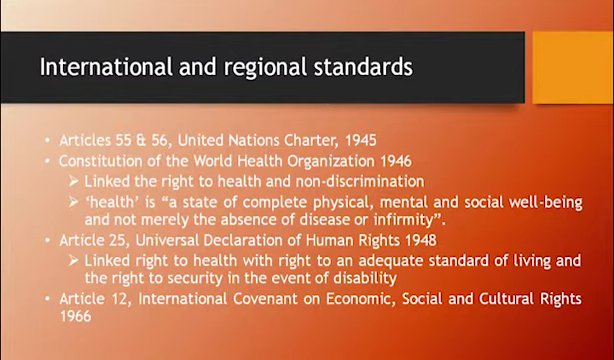 International and regional standards
• Articles 55 & 56, United Nations Charter, 1945
• Constitution of the World Health Organization 1946
➢ Linked the right to health and non-discrimination
➢ ‘health’ is “a state of complete physical, mental and social well-being
and not merely the absence of disease or infirmity”.
• Article 25, Universal Declaration of Human Rights 1948
➢ Linked right to health with right to an adequate standard of living and
the right to security in the event of disability
• Article 12, International Covenant on Economic, Social and Cultural Rights
1966